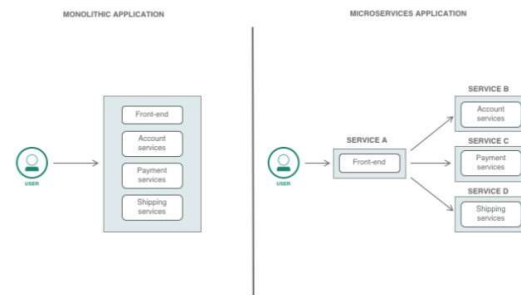 MONOLITHIC APPLICATION
Front-end
Account
services
Payment
services
Shipping
services
USER
MICROSERVICES APPLICATION
SERVICE A
Front-end
USER
SERVICE B
Account
services
SERVICE C
Payment
services
SERVICE D
Shipping
services